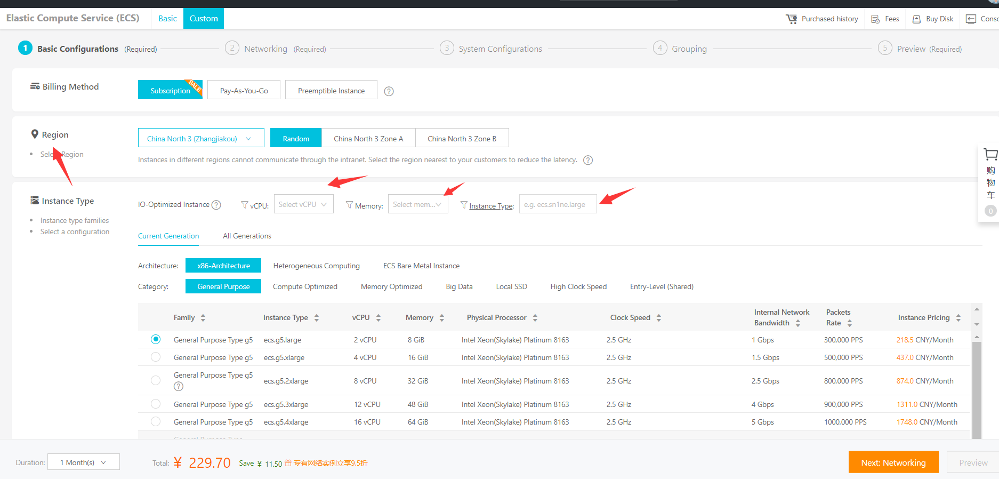 Elastic Compute Service (ECS) Basic Custom Purchased history Fees Buy Disk
1 Basic Configurations (Required) 2 Networking (Required) 3 System Configurations 4 Grouping 5 Preview (Required)
Billing Method
Subscription SALE Pay-As-You-Go Preemptible Instance ?
Region
China North 3 (Zhangjiakou) Random China North 3 Zone A China North 3 Zone B
Region
Instances in different regions cannot communicate through the intranet. Select the region nearest to your customers to reduce the latency. ?
购
物
车
0
Instance Type
Instance type families
Select a configuration
IO-Optimized Instance ? vCPU: Select vCPU Memory: Select mem... Instance Type: e.g. ecs.sn1ne.large
Current Generation All Generations
Architecture: x86-Architecture Heterogeneous Computing ECS Bare Metal Instance
Category: General Purpose Compute Optimized Memory Optimized Big Data Local SSD High Clock Speed Entry-Level (Shared)
Family Instance Type vCPU Memory Physical Processor Clock Speed Internal Network Bandwidth Packets Rate Instance Pricing
General Purpose Type g5 ecs.g5.large 2 vCPU 8 GiB Intel Xeon(Skylake) Platinum 8163 2.5 GHz 1 Gbps 300,000 PPS 218.5 CNY/Month
General Purpose Type g5 ecs.g5.xlarge 4 vCPU 16 GiB Intel Xeon(Skylake) Platinum 8163 2.5 GHz 1.5 Gbps 500,000 PPS 437.0 CNY/Month
General Purpose Type g5 ? ecs.g5.2xlarge 8 vCPU 32 GiB Intel Xeon(Skylake) Platinum 8163 2.5 GHz 2.5 Gbps 800,000 PPS 874.0 CNY/Month
General Purpose Type g5 ecs.g5.3xlarge 12 vCPU 48 GiB Intel Xeon(Skylake) Platinum 8163 2.5 GHz 4 Gbps 900,000 PPS 1311.0 CNY/Month
General Purpose Type g5 ecs.g5.4xlarge 16 vCPU 64 GiB Intel Xeon(Skylake) Platinum 8163 2.5 GHz 5 Gbps 1000,000 PPS 1748.0 CNY/Month
Duration: 1 Month(s) Total: ¥ 229.70 Save ¥ 11.50 专有网络实例立享9.5折 Next: Networking Preview